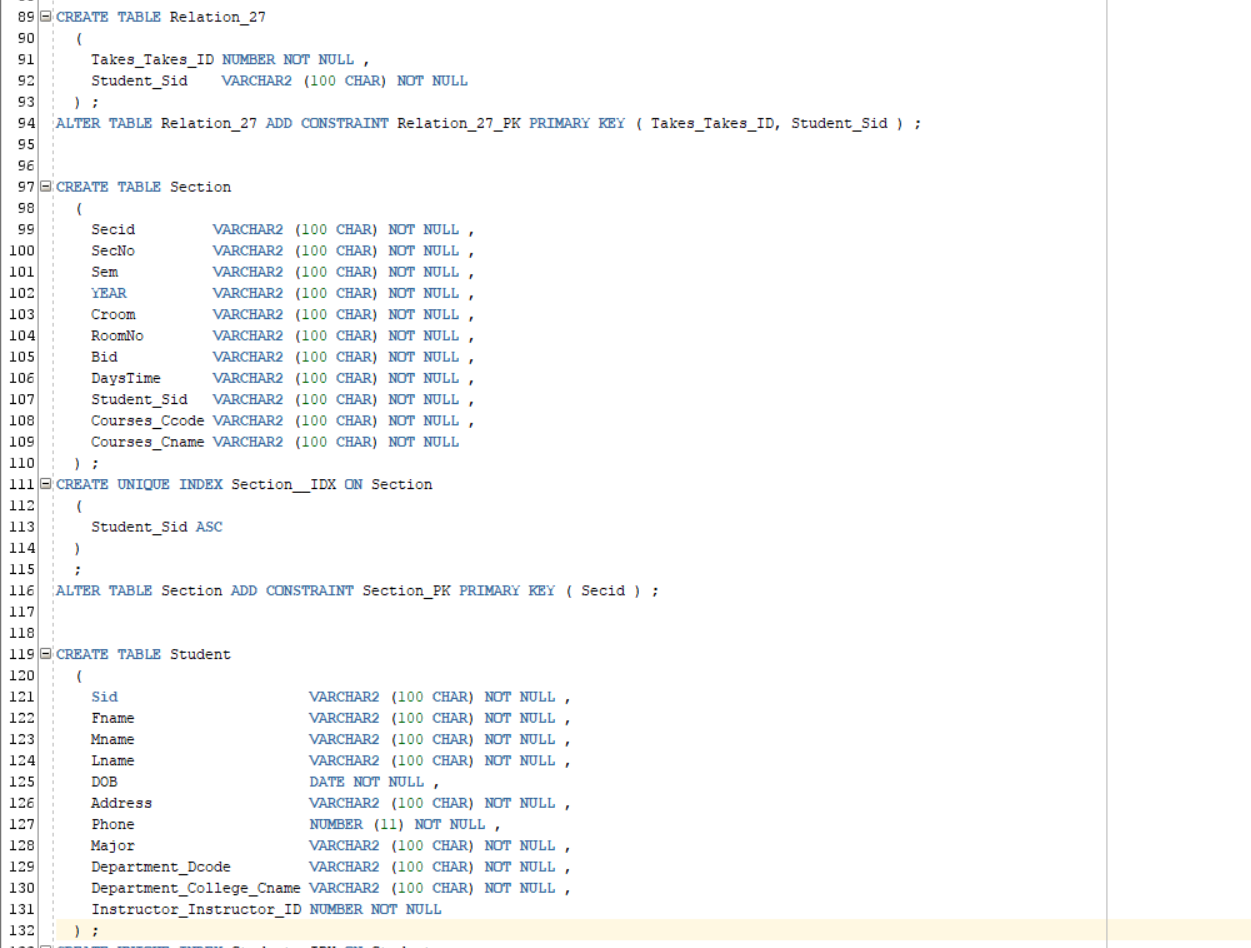 89 CREATE TABLE Relation_27
90 (
91 Takes_Takes_ID NUMBER NOT NULL ,
92 Student_Sid VARCHAR2 (100 CHAR) NOT NULL
93 ) ;
94 ALTER TABLE Relation_27 ADD CONSTRAINT Relation_27_PK PRIMARY KEY ( Takes_Takes_ID, Student_Sid ) ;
95
96
97 CREATE TABLE Section
98 (
99 Secid VARCHAR2 (100 CHAR) NOT NULL ,
100 SecNo VARCHAR2 (100 CHAR) NOT NULL ,
101 Sem VARCHAR2 (100 CHAR) NOT NULL ,
102 YEAR VARCHAR2 (100 CHAR) NOT NULL ,
103 Croom VARCHAR2 (100 CHAR) NOT NULL ,
104 RoomNo VARCHAR2 (100 CHAR) NOT NULL ,
105 Bid VARCHAR2 (100 CHAR) NOT NULL ,
106 DaysTime VARCHAR2 (100 CHAR) NOT NULL ,
107 Student_Sid VARCHAR2 (100 CHAR) NOT NULL ,
108 Courses_Ccode VARCHAR2 (100 CHAR) NOT NULL ,
109 Courses_Cname VARCHAR2 (100 CHAR) NOT NULL
110 ) ;
111 CREATE UNIQUE INDEX Section__IDX ON Section
112 (
113 Student_Sid ASC
114 )
115 ;
116 ALTER TABLE Section ADD CONSTRAINT Section_PK PRIMARY KEY ( Secid ) ;
117
118
119 CREATE TABLE Student
120 (
121 Sid VARCHAR2 (100 CHAR) NOT NULL ,
122 Fname VARCHAR2 (100 CHAR) NOT NULL ,
123 Mname VARCHAR2 (100 CHAR) NOT NULL ,
124 Lname VARCHAR2 (100 CHAR) NOT NULL ,
125 DOB DATE NOT NULL ,
126 Address VARCHAR2 (100 CHAR) NOT NULL ,
127 Phone NUMBER (11) NOT NULL ,
128 Major VARCHAR2 (100 CHAR) NOT NULL ,
129 Department_Dcode VARCHAR2 (100 CHAR) NOT NULL ,
130 Department_College_Cname VARCHAR2 (100 CHAR) NOT NULL ,
131 Instructor_Instructor_ID NUMBER NOT NULL
132 ) ;